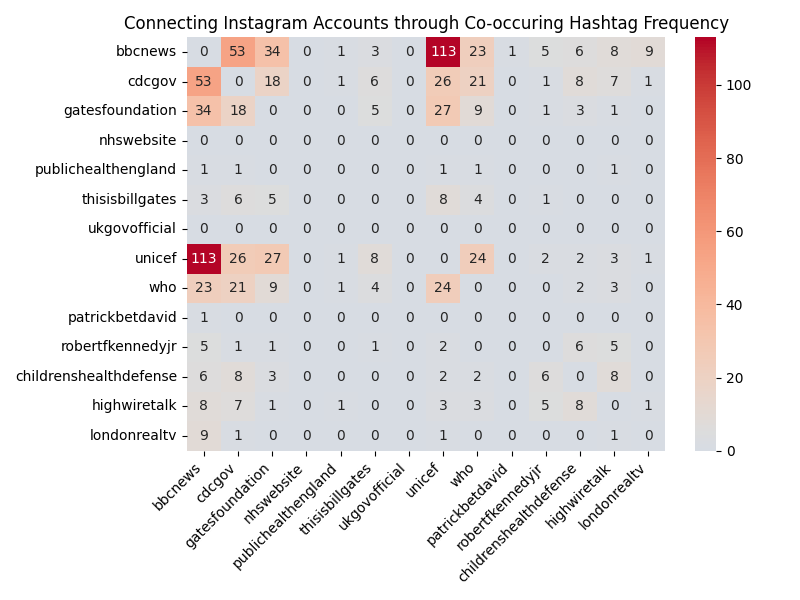 Connecting Instagram Accounts through Co-occuring Hashtag Frequency
bbcnews 0 53 34 0 1 3 0 113 23 1 5 6 8 9
cdcgov 53 0 18 0 1 6 0 26 21 0 1 8 7 1
gatesfoundation 34 18 0 0 0 5 0 27 9 0 1 3 1 0
nhswebsite 0 0 0 0 0 0 0 0 0 0 0 0 0 0
publichealthengland 1 1 0 0 0 0 0 1 1 0 0 0 1 0
thisisbillgates 3 6 5 0 0 0 0 8 4 0 1 0 0 0
ukgovofficial 0 0 0 0 0 0 0 0 0 0 0 0 0 0
unicef 113 26 27 0 1 8 0 0 24 0 2 2 3 1
who 23 21 9 0 1 4 0 24 0 0 0 2 3 0
patrickbetdavid 1 0 0 0 0 0 0 0 0 0 0 0 0 0
robertfkennedyjr 5 1 1 0 0 1 0 2 0 0 0 6 5 0
childrenshealthdefense 6 8 3 0 0 0 0 2 2 0 6 0 8 0
highwiretalk 8 7 1 0 1 0 0 3 3 0 5 8 0 1
londonrealtv 9 1 0 0 0 0 0 1 0 0 0 0 1 0
bbcnews
cdcgov
gatesfoundation
nhswebsite
publichealthengland
thisisbillgates
ukgovofficial
unicef
who
patrickbetdavid
robertfkennedyjr
childrenshealthdefense
highwiretalk
londonrealtv
100
80
60
40
20
0